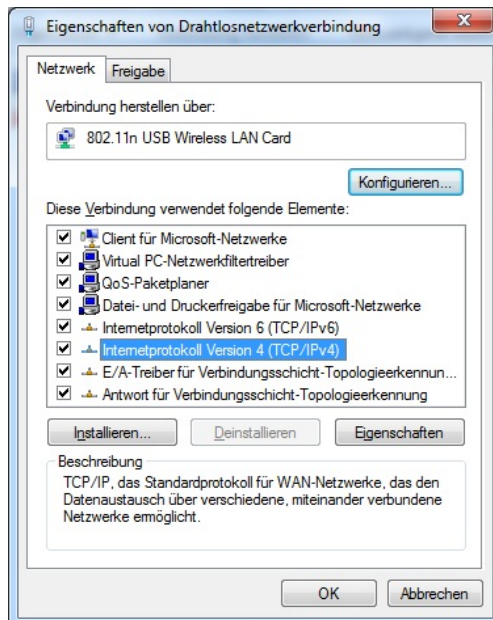 Eigenschaften von Drahtlosnetzwerkverbindung
Netzwerk Freigabe
Verbindung herstellen über:
802.11n USB Wireless LAN Card
Konfigurieren...
Diese Verbindung verwendet folgende Elemente:
Client für Microsoft-Netzwerke
Virtual PC-Netzwerkfiltertreiber
QoS-Paketplaner
Datei- und Druckerfreigabe für Microsoft-Netzwerke
Internetprotokoll Version 6 (TCP/IPv6)
Internetprotokoll Version 4 (TCP/IPv4)
E/A-Treiber für Verbindungsschicht-Topologieerkennun...
Antwort für Verbindungsschicht-Topologieerkennung
Installieren... Deinstallieren Eigenschaften
Beschreibung
TCP/IP, das Standardprotokoll für WAN-Netzwerke, das den
Datenaustausch über verschiedene, miteinander verbundene
Netzwerke ermöglicht.
OK Abbrechen